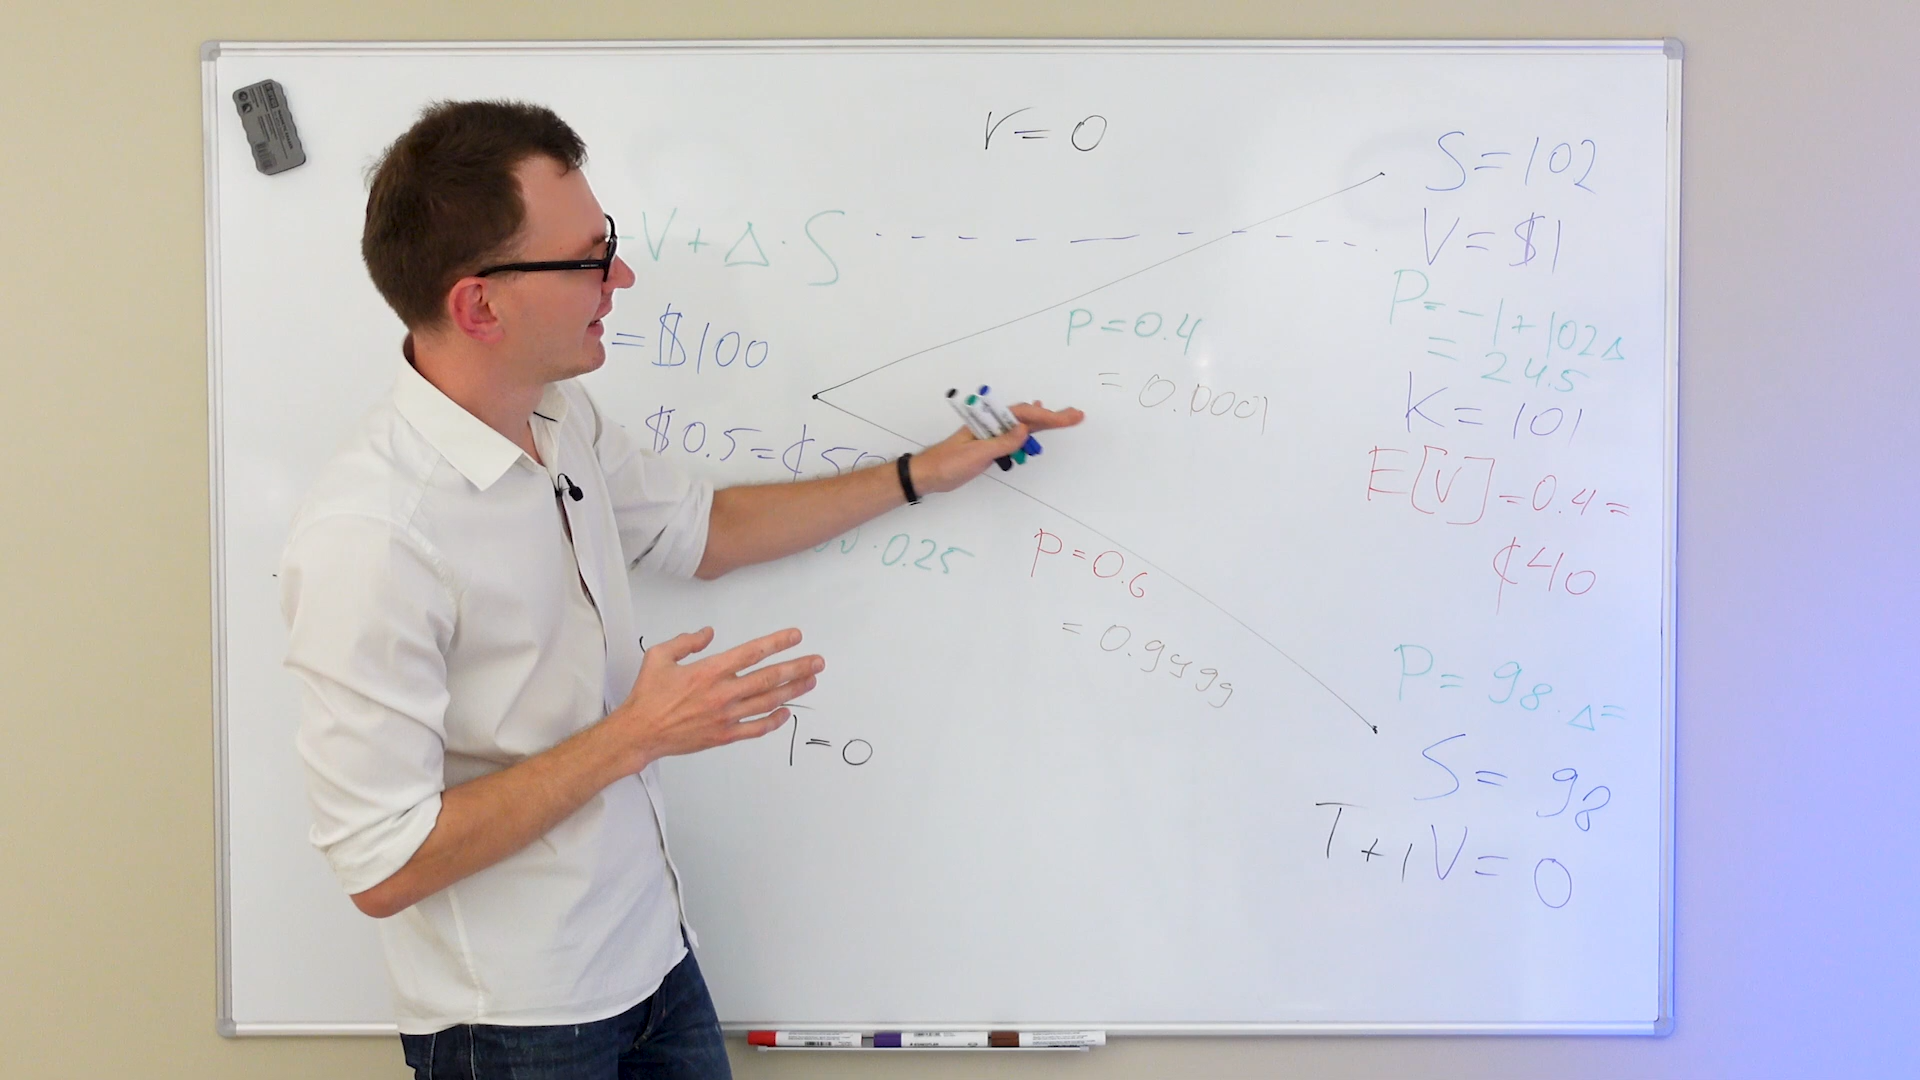 r = 0
-V + Δ · S
= $100
$0.5 = ¢50
· 0.25
T = 0
p = 0.4
= 0.0001
p = 0.6
= 0.9999
S = 102
V = $1
P = -1 + 102Δ
= 24.5
K = 101
E[V] = 0.4 =
¢40
P = 98 · Δ =
S = 98
T+1 V = 0